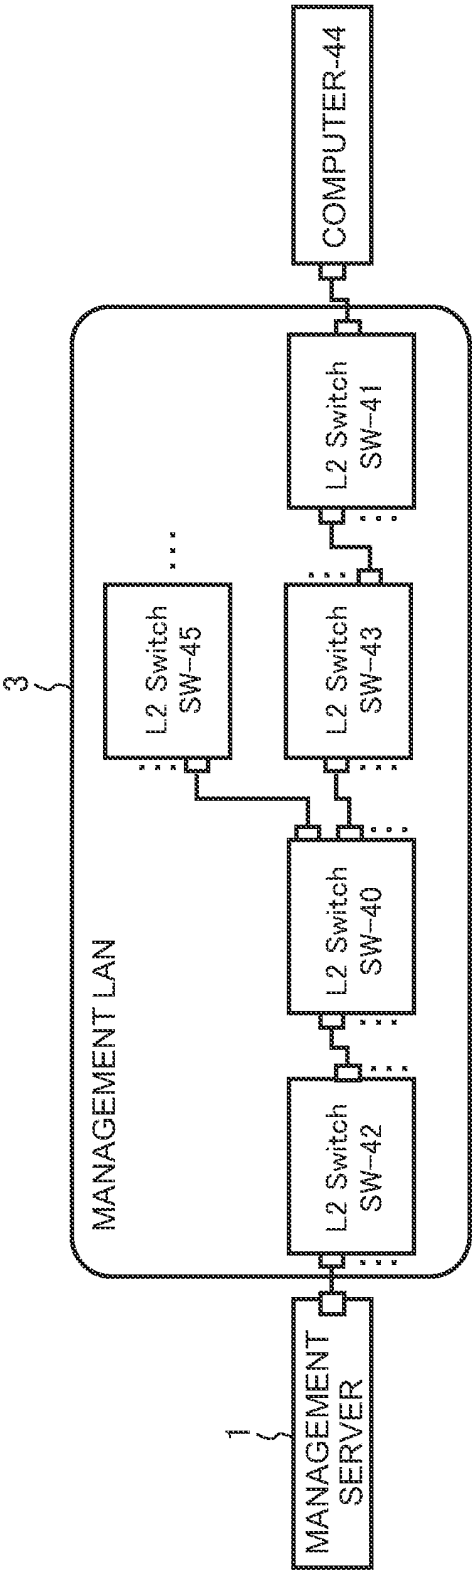 3
MANAGEMENT LAN
1
MANAGEMENT
SERVER
L2 Switch
SW-42
L2 Switch
SW-40
L2 Switch
SW-45
L2 Switch
SW-43
L2 Switch
SW-41
COMPUTER-44